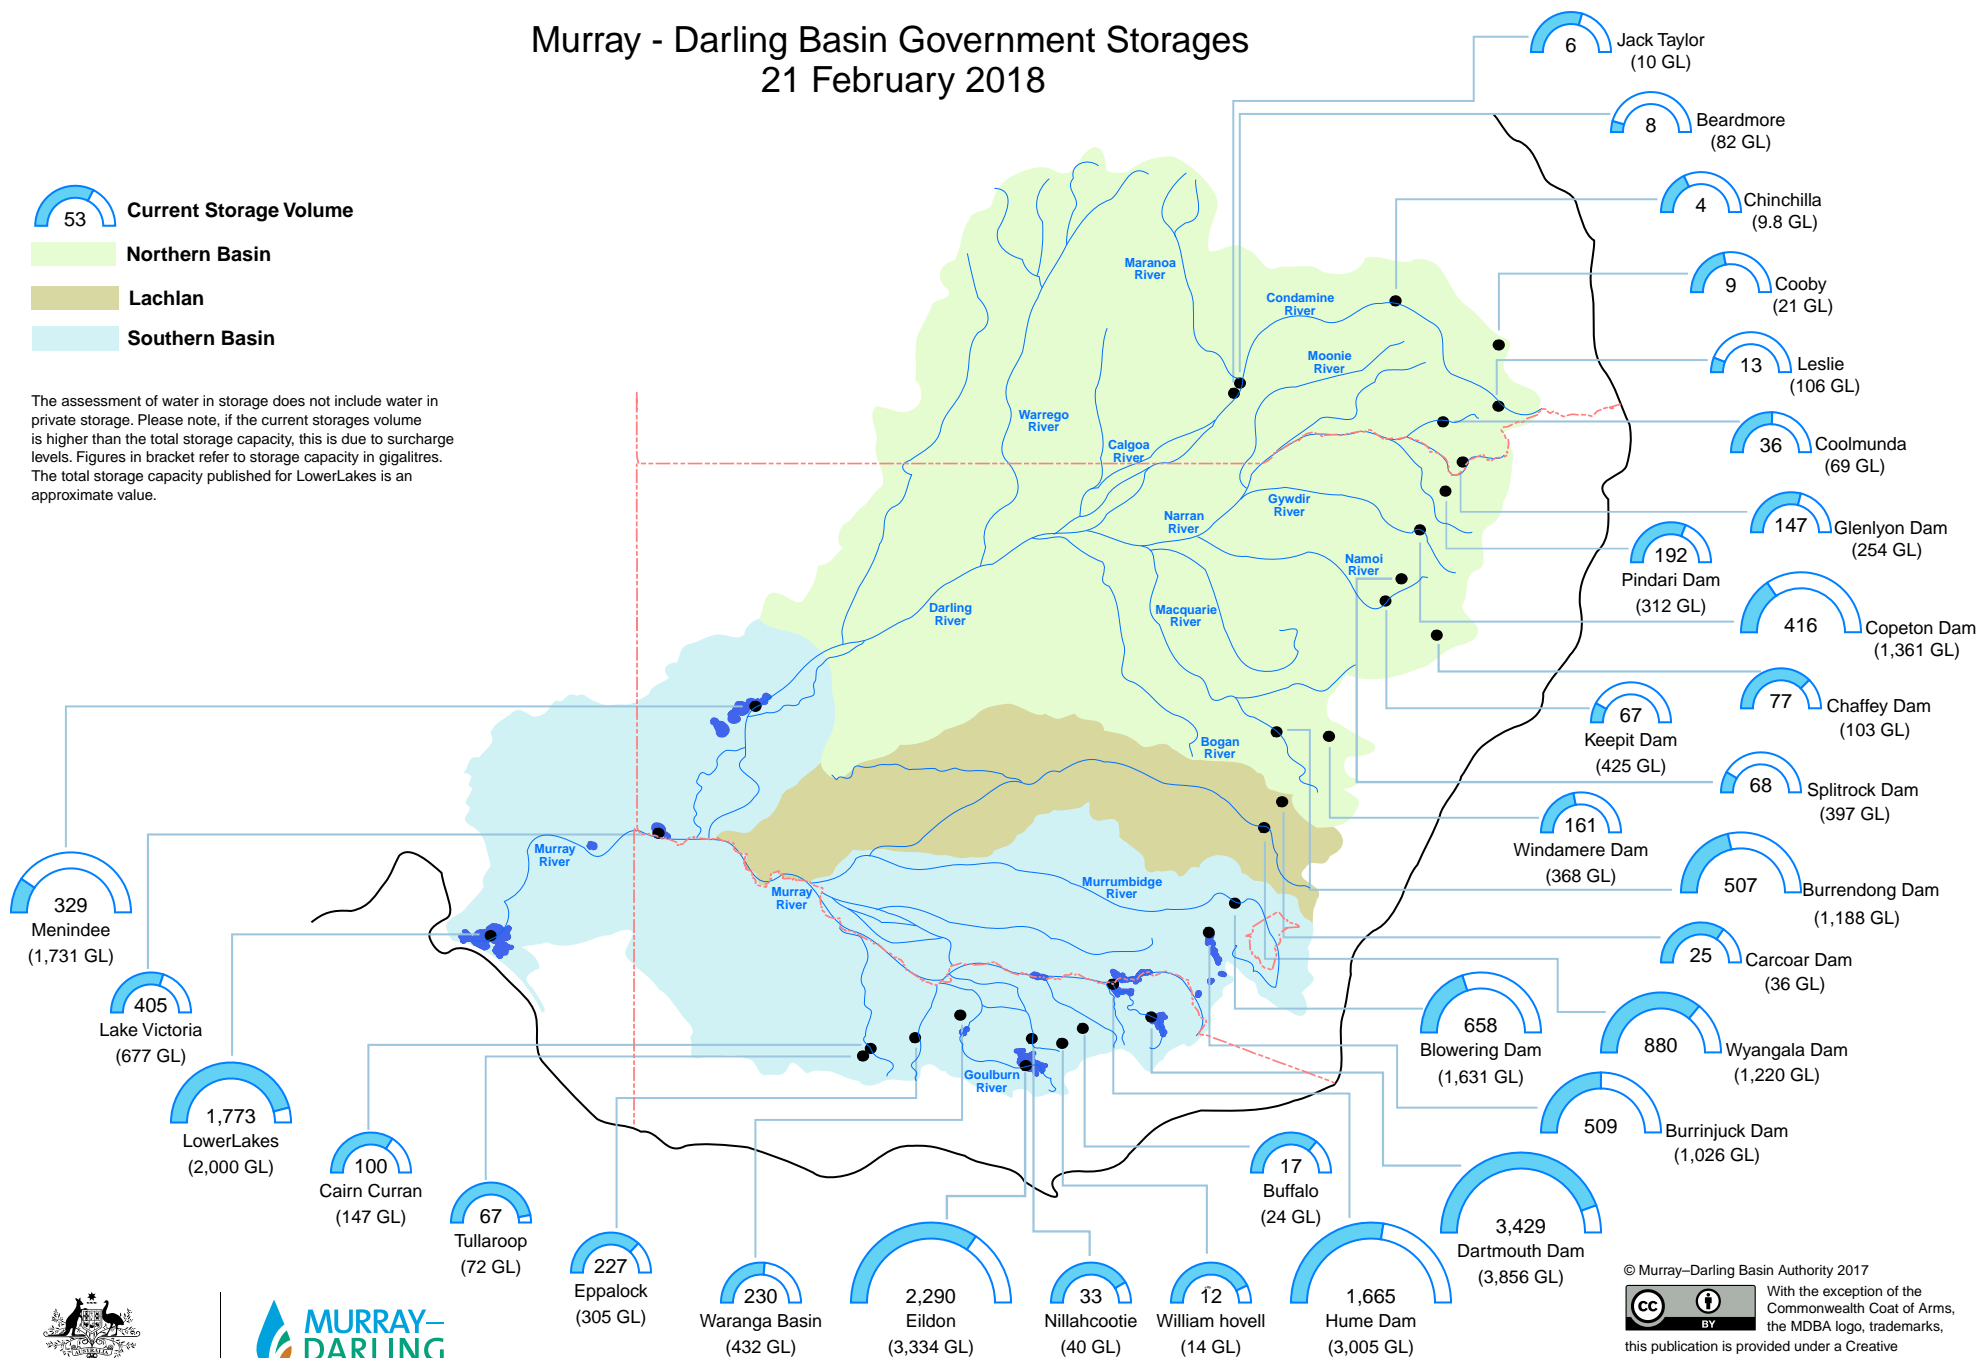 Murray - Darling Basin Government Storages
21 February 2018
53
Current Storage Volume
Northern Basin
Lachlan
Southern Basin
The assessment of water in storage does not include water in
private storage. Please note, if the current storages volume
is higher than the total storage capacity, this is due to surcharge
levels. Figures in bracket refer to storage capacity in gigalitres.
The total storage capacity published for LowerLakes is an
approximate value.
6
Jack Taylor
(10 GL)
8
Beardmore
(82 GL)
4
Chinchilla
(9.8 GL)
9
Cooby
(21 GL)
13
Leslie
(106 GL)
36
Coolmunda
(69 GL)
147
Glenlyon Dam
(254 GL)
192
Pindari Dam
(312 GL)
416
Copeton Dam
(1,361 GL)
77
Chaffey Dam
(103 GL)
67
Keepit Dam
(425 GL)
68
Splitrock Dam
(397 GL)
161
Windamere Dam
(368 GL)
507
Burrendong Dam
(1,188 GL)
25
Carcoar Dam
(36 GL)
658
Blowering Dam
(1,631 GL)
880
Wyangala Dam
(1,220 GL)
509
Burrinjuck Dam
(1,026 GL)
3,429
Dartmouth Dam
(3,856 GL)
17
Buffalo
(24 GL)
1,665
Hume Dam
(3,005 GL)
12
William hovell
(14 GL)
33
Nillahcootie
(40 GL)
2,290
Eildon
(3,334 GL)
230
Waranga Basin
(432 GL)
227
Eppalock
(305 GL)
67
Tullaroop
(72 GL)
100
Cairn Curran
(147 GL)
1,773
LowerLakes
(2,000 GL)
405
Lake Victoria
(677 GL)
329
Menindee
(1,731 GL)
Maranoa
River
Condamine
River
Moonie
River
Warrego
River
Calgoa
River
Gywdir
River
Narran
River
Namoi
River
Darling
River
Macquarie
River
Bogan
River
Murray
River
Murray
River
Murrumbidge
River
Goulburn
River
AUSTRALIA
MURRAY–
DARLING
© Murray–Darling Basin Authority 2017
cc
BY
With the exception of the
Commonwealth Coat of Arms,
the MDBA logo, trademarks,
this publication is provided under a Creative